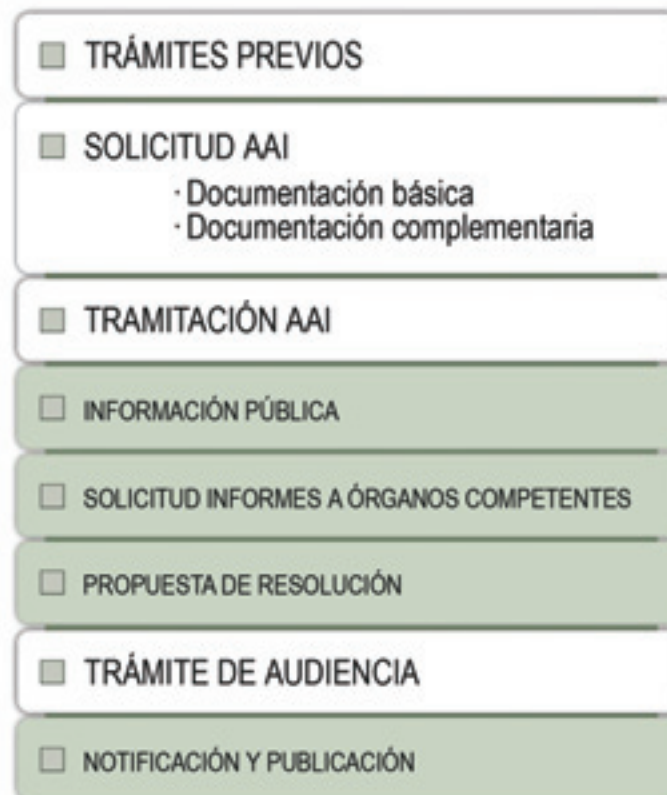 TRÁMITES PREVIOS
SOLICITUD AAI
· Documentación básica
· Documentación complementaria
TRAMITACIÓN AAI
INFORMACIÓN PÚBLICA
SOLICITUD INFORMES A ÓRGANOS COMPETENTES
PROPUESTA DE RESOLUCIÓN
TRÁMITE DE AUDIENCIA
NOTIFICACIÓN Y PUBLICACIÓN